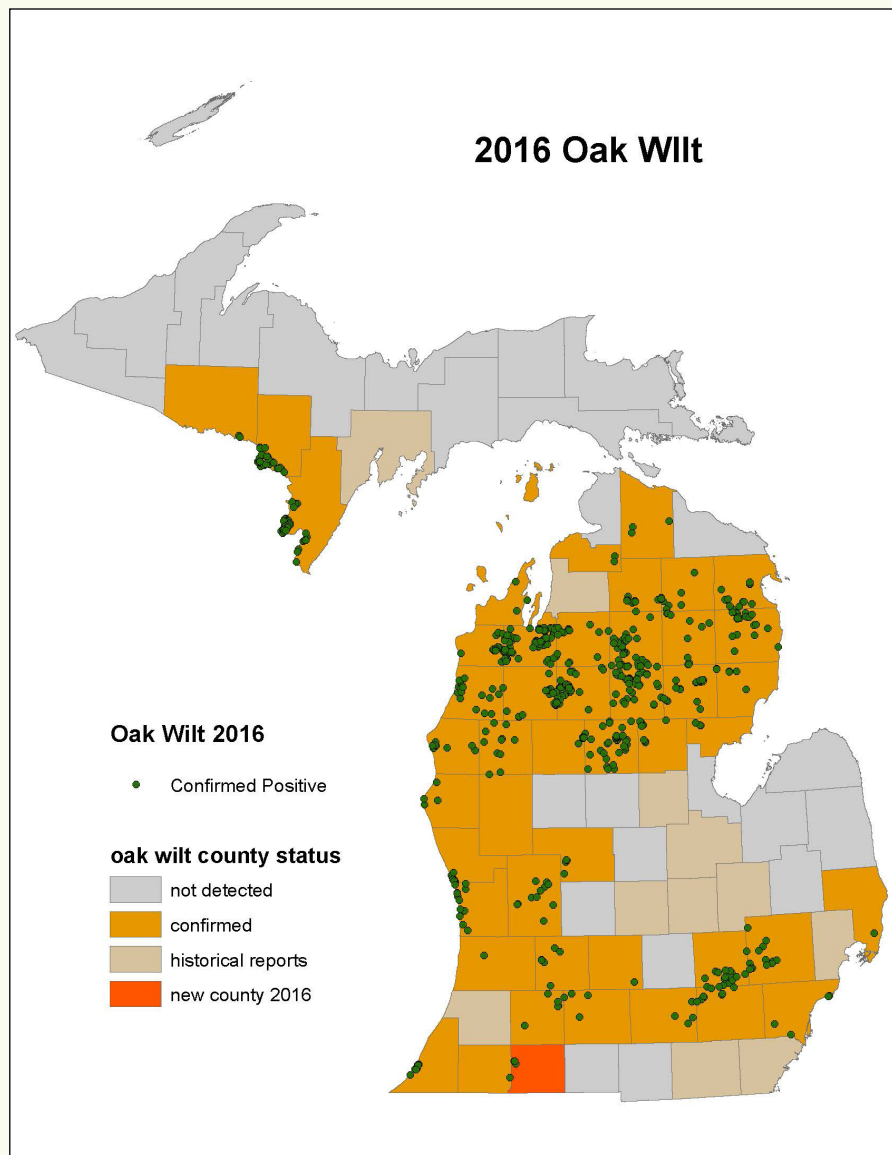 2016 Oak WIlt
Oak Wilt 2016
Confirmed Positive
oak wilt county status
not detected
confirmed
historical reports
new county 2016